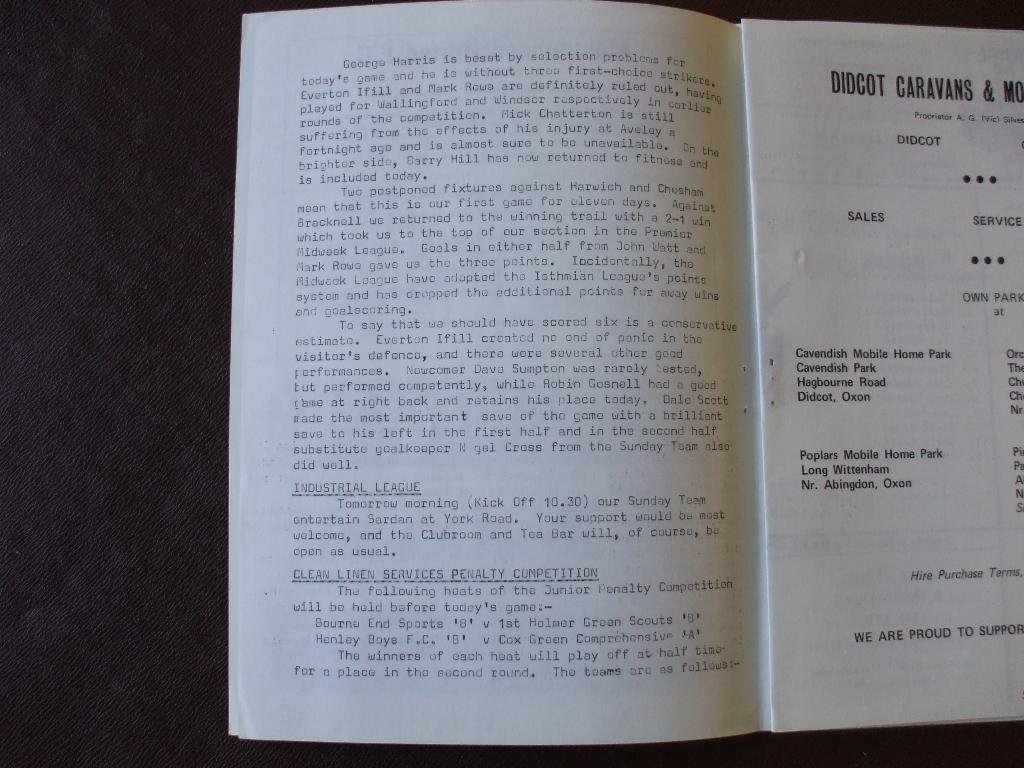 George Harris is beset by selection problems for
today's game and he is without three first-choice strikers.
Everton Ifill and Mark Rowe are definitely ruled out, having
played for Wallingford and Windsor respectively in earlier
rounds of the competition. Mick Chatterton is still
suffering from the effects of his injury at Aveley a
fortnight ago and is almost sure to be unavailable. On the
brighter side, Barry Hill has now returned to fitness and
is included today.
Two postponed fixtures against Harwich and Chesham
mean that this is our first game for eleven days. Against
Bracknell we returned to the winning trail with a 2-1 win
which took us to the top of our section in the Premier
Midweek League. Goals in either half from John Watt and
Mark Rowe gave us the three points. Incidentally, the
Midweek League have adopted the Isthmian League's points
system and has dropped the additional points for away wins
and goalscoring.
To say that we should have scored six is a conservative
estimate. Everton Ifill created no end of panic in the
visitor's defence, and there were several other good
performances. Newcomer Dave Sumpton was rarely tested,
but performed competently, while Robin Gosnell had a good
game at right back and retains his place today. Dale Scott
made the most important save of the game with a brilliant
save to his left in the first half and in the second half
substitute goalkeeper N gel Cross from the Sunday Team also
did well.
INDUSTRIAL LEAGUE
Tomorrow morning (Kick Off 10.30) our Sunday Team
entertain Sardan at York Road. Your support would be most
welcome, and the Clubroom and Tea Bar will, of course, be
open as usual.
CLEAN LINEN SERVICES PENALTY COMPETITION
The following heats of the Junior Penalty Competition
will be held before today's game:-
Bourne End Sports 'B' v 1st Holmer Green Scouts 'B'
Henley Boys F.C. 'B' v Cox Green Comprehensive 'A'
The winners of each heat will play off at half time
for a place in the second round. The teams are as follows:-
DIDCOT CARAVANS & MO
Proprietor A. G. (Vic) Silves
DIDCOT
SALES SERVICE
OWN PARK
at
Cavendish Mobile Home Park Orc
Cavendish Park The
Hagbourne Road Chu
Didcot, Oxon Cho
Nr.
Poplars Mobile Home Park Pin
Long Wittenham Pa
Nr. Abingdon, Oxon
Hire Purchase Terms,
WE ARE PROUD TO SUPPOR